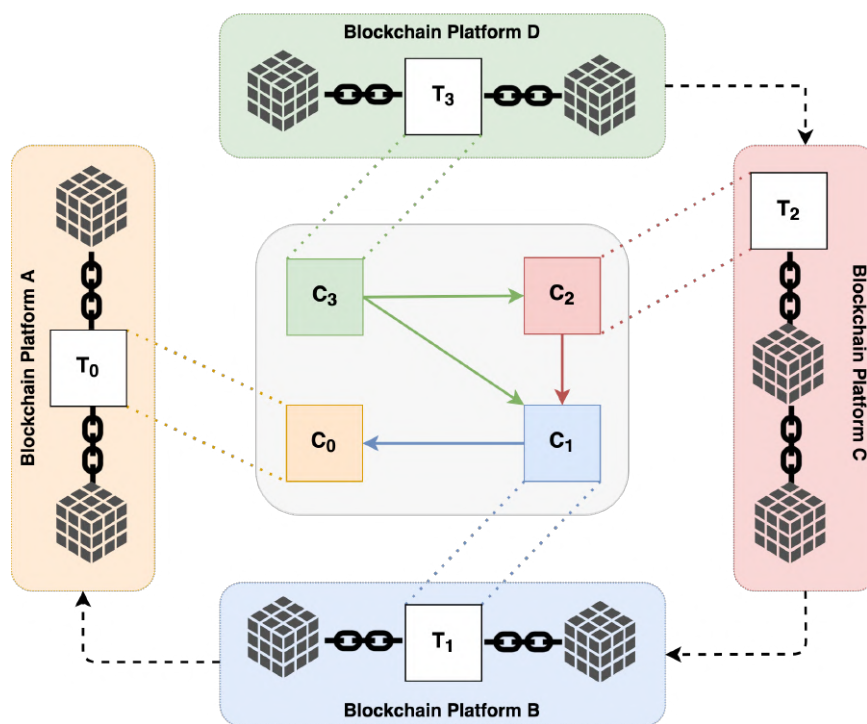 Blockchain Platform D
T3
T2
Blockchain Platform A
Blockchain Platform C
C3
C2
T0
C0
C1
T1
Blockchain Platform B